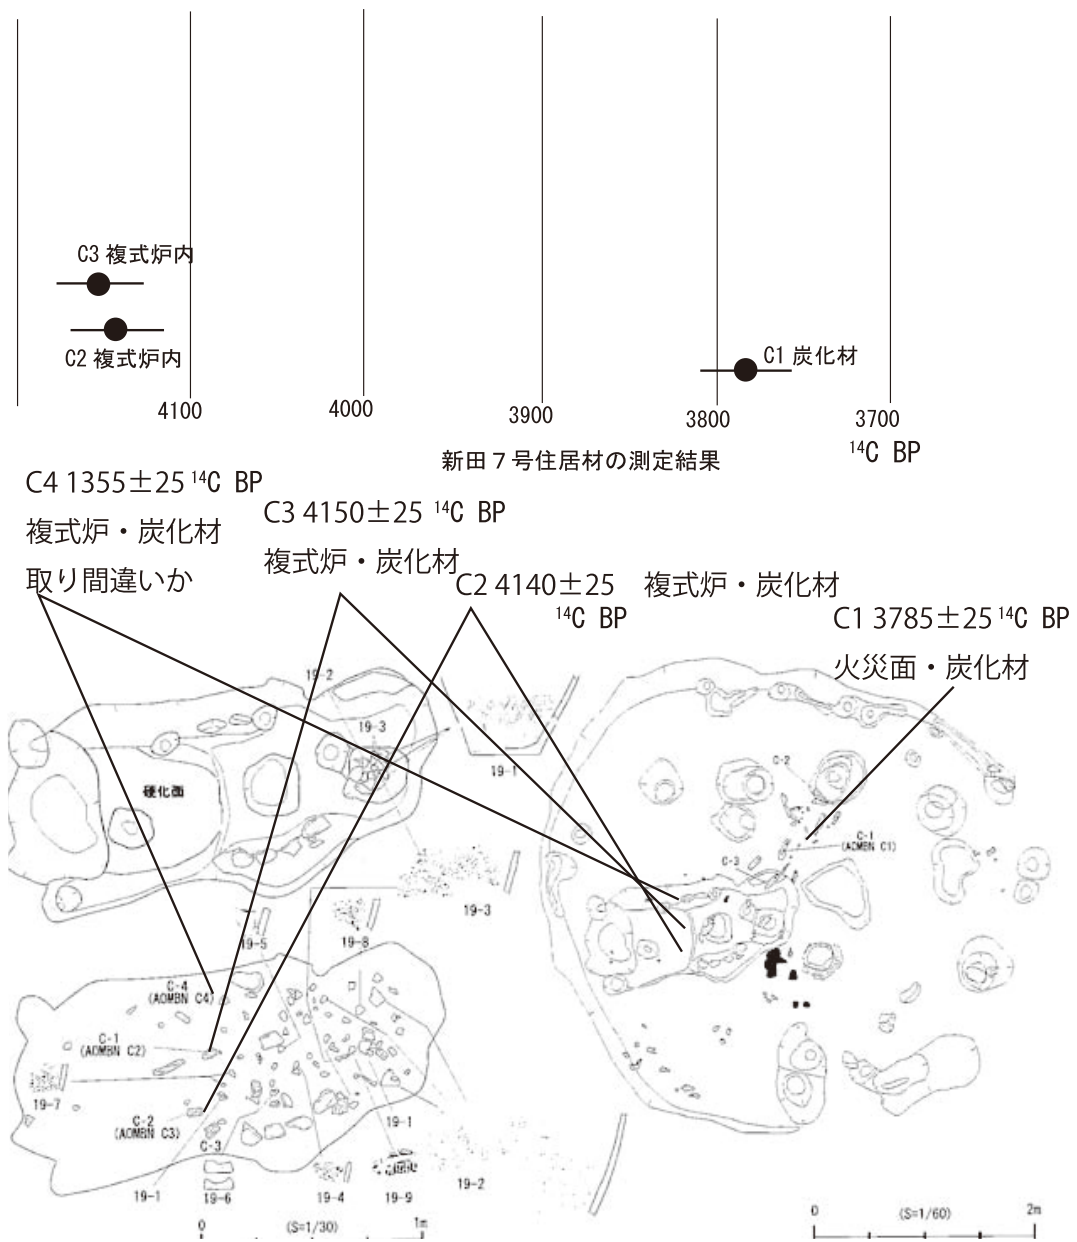 C3 複式炉内
C2 複式炉内
C1 炭化材
4100
4000
3900
3800
3700
¹⁴C BP
新田７号住居材の測定結果
C4 1355±25 ¹⁴C BP
複式炉・炭化材
取り間違いか
C3 4150±25 ¹⁴C BP
複式炉・炭化材
C2 4140±25 複式炉・炭化材
¹⁴C BP
C1 3785±25 ¹⁴C BP
火災面・炭化材
19-2
19-3
19-1
硬化面
19-3
C-2
C-1
(AOMBN C1)
C-3
19-5
19-8
C-4
(AOMBN C4)
C-1
(AOMBN C2)
19-7
C-2
(AOMBN C3)
C-3
19-1
19-1
19-6
19-4
19-9
19-2
0
(S=1/30)
1m
0
(S=1/60)
2m